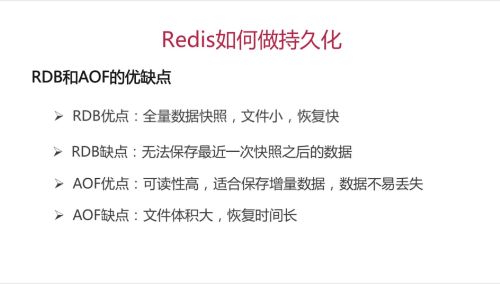 Redis如何做持久化
RDB和AOF的优缺点
➢ RDB优点：全量数据快照，文件小，恢复快
➢ RDB缺点：无法保存最近一次快照之后的数据
➢ AOF优点：可读性高，适合保存增量数据，数据不易丢失
➢ AOF缺点：文件体积大，恢复时间长